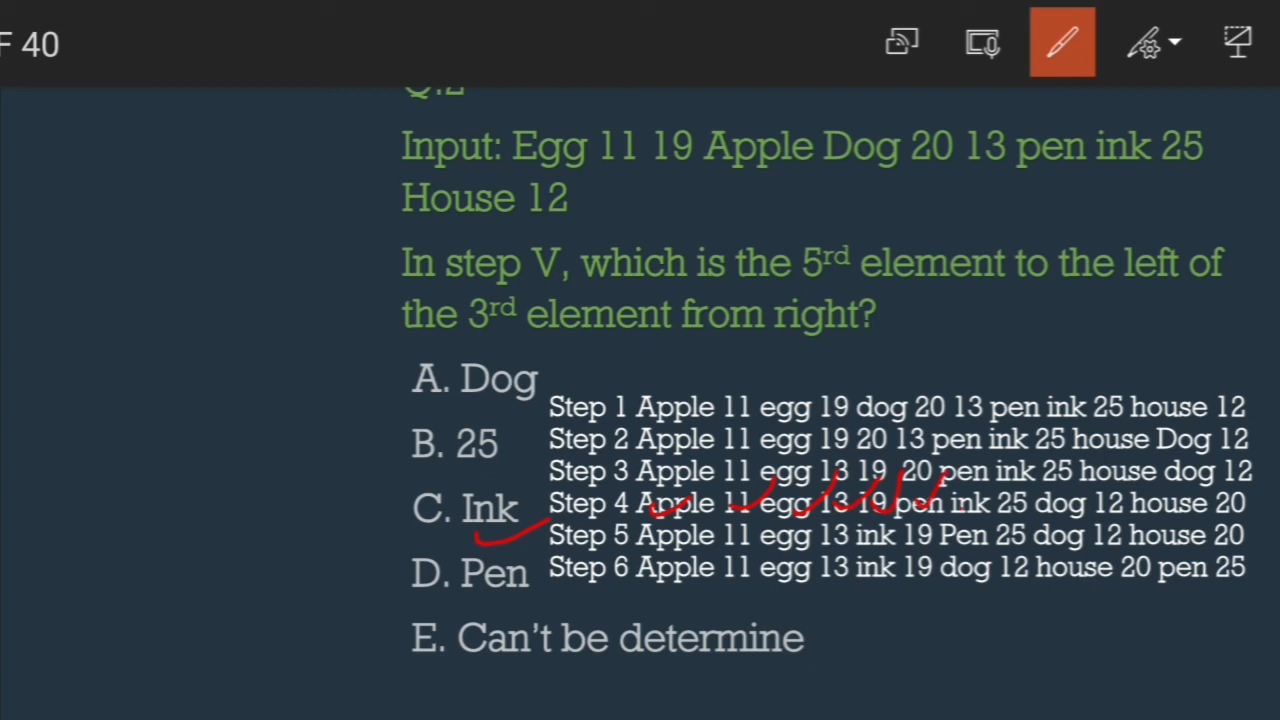 F 40
Q.2
Input: Egg 11 19 Apple Dog 20 13 pen ink 25
House 12
In step V, which is the 5rd element to the left of
the 3rd element from right?
A. Dog
B. 25
C. Ink
D. Pen
E. Can't be determine
Step 1 Apple 11 egg 19 dog 20 13 pen ink 25 house 12
Step 2 Apple 11 egg 19 20 13 pen ink 25 house Dog 12
Step 3 Apple 11 egg 13 19 20 pen ink 25 house dog 12
Step 4 Apple 11 egg 13 19 pen ink 25 dog 12 house 20
Step 5 Apple 11 egg 13 ink 19 Pen 25 dog 12 house 20
Step 6 Apple 11 egg 13 ink 19 dog 12 house 20 pen 25